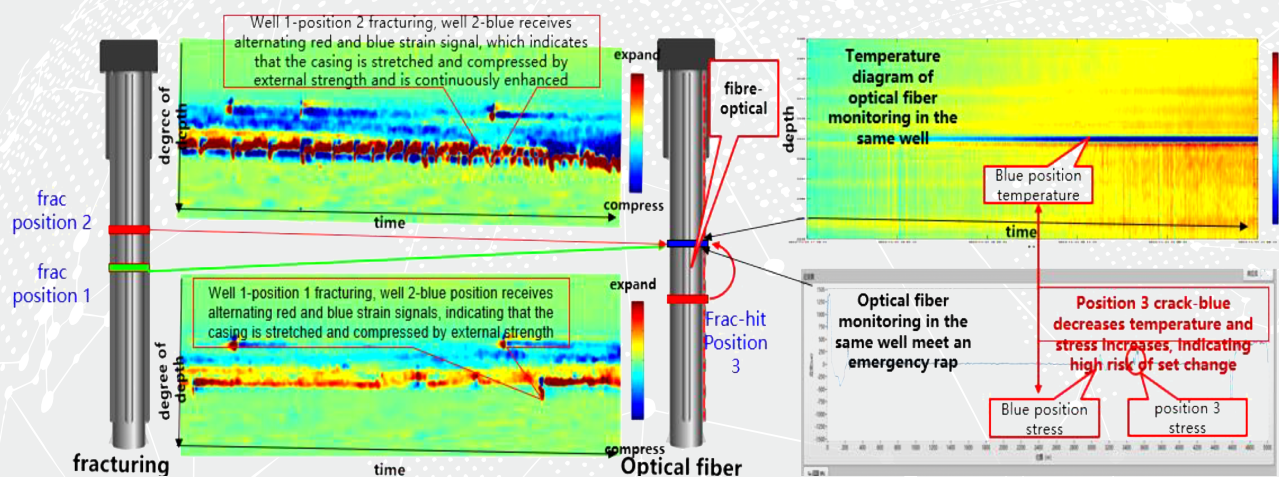 Well 1-position 2 fracturing, well 2-blue receives
alternating red and blue strain signal, which indicates
that the casing is stretched and compressed by
external strength and is continuously enhanced
degree of
depth
time
expand
compress
fibre-
optical
Temperature
diagram of
optical fiber
monitoring in the
same well
depth
Blue position
temperature
time
frac
position 2
frac
position 1
Well 1-position 1 fracturing, well 2-blue position receives
alternating red and blue strain signals, indicating that the
casing is stretched and compressed by external strength
degree of
depth
time
expand
compress
Frac-hit
Position
3
Optical fiber
monitoring in the
same well meet an
emergency rap
Position 3 crack-blue
decreases temperature and
stress increases, indicating
high risk of set change
Blue position
stress
position 3
stress
fracturing
Optical fiber